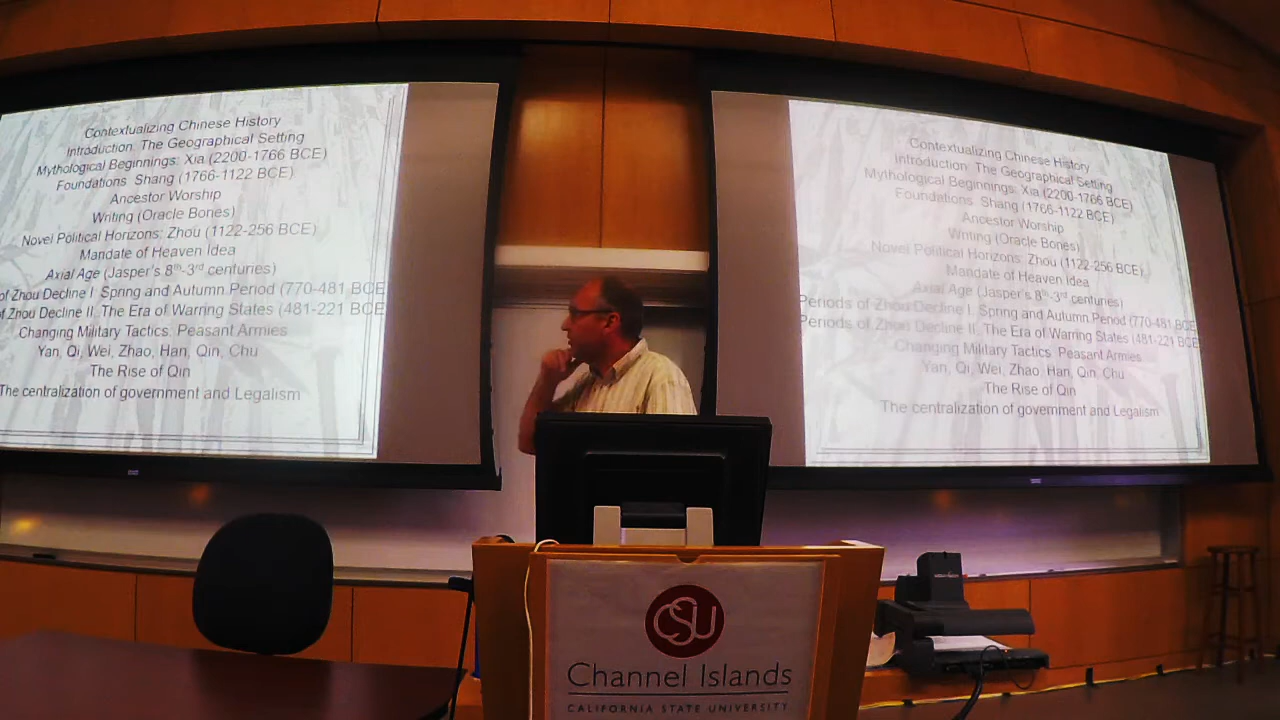 Contextualizing Chinese History
Introduction: The Geographical Setting
Mythological Beginnings: Xia (2200-1766 BCE)
Foundations: Shang (1766-1122 BCE)
Ancestor Worship
Writing (Oracle Bones)
Novel Political Horizons: Zhou (1122-256 BCE)
Mandate of Heaven Idea
Axial Age (Jasper's 8th-3rd centuries)
of Zhou Decline I: Spring and Autumn Period (770-481 BCE
of Zhou Decline II: The Era of Warring States (481-221 BCE
Changing Military Tactics: Peasant Armies
Yan, Qi, Wei, Zhao, Han, Qin, Chu
The Rise of Qin
The centralization of government and Legalism
Contextualizing Chinese History
Introduction: The Geographical Setting
Mythological Beginnings: Xia (2200-1766 BCE)
Foundations: Shang (1766-1122 BCE)
Ancestor Worship
Writing (Oracle Bones)
Novel Political Horizons: Zhou (1122-256 BCE)
Mandate of Heaven Idea
Axial Age (Jasper's 8th-3rd centuries)
Periods of Zhou Decline I: Spring and Autumn Period (770-481 BCE
Periods of Zhou Decline II: The Era of Warring States (481-221 BCE
Changing Military Tactics: Peasant Armies
Yan, Qi, Wei, Zhao, Han, Qin, Chu
The Rise of Qin
The centralization of government and Legalism
CSU
Channel Islands
CALIFORNIA STATE UNIVERSITY